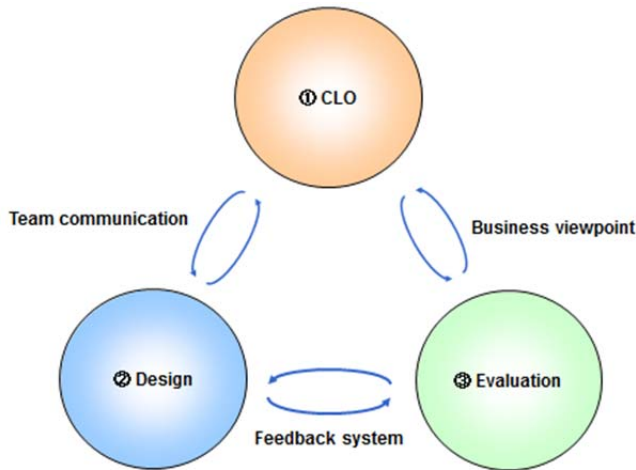 ① CLO
Team communication
Business viewpoint
② Design
③ Evaluation
Feedback system